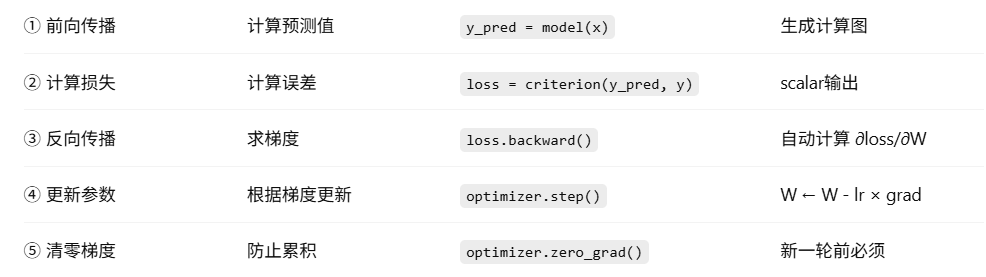 ① 前向传播 计算预测值 y_pred = model(x) 生成计算图
② 计算损失 计算误差 loss = criterion(y_pred, y) scalar输出
③ 反向传播 求梯度 loss.backward() 自动计算 ∂loss/∂W
④ 更新参数 根据梯度更新 optimizer.step() W ← W - lr × grad
⑤ 清零梯度 防止累积 optimizer.zero_grad() 新一轮前必须